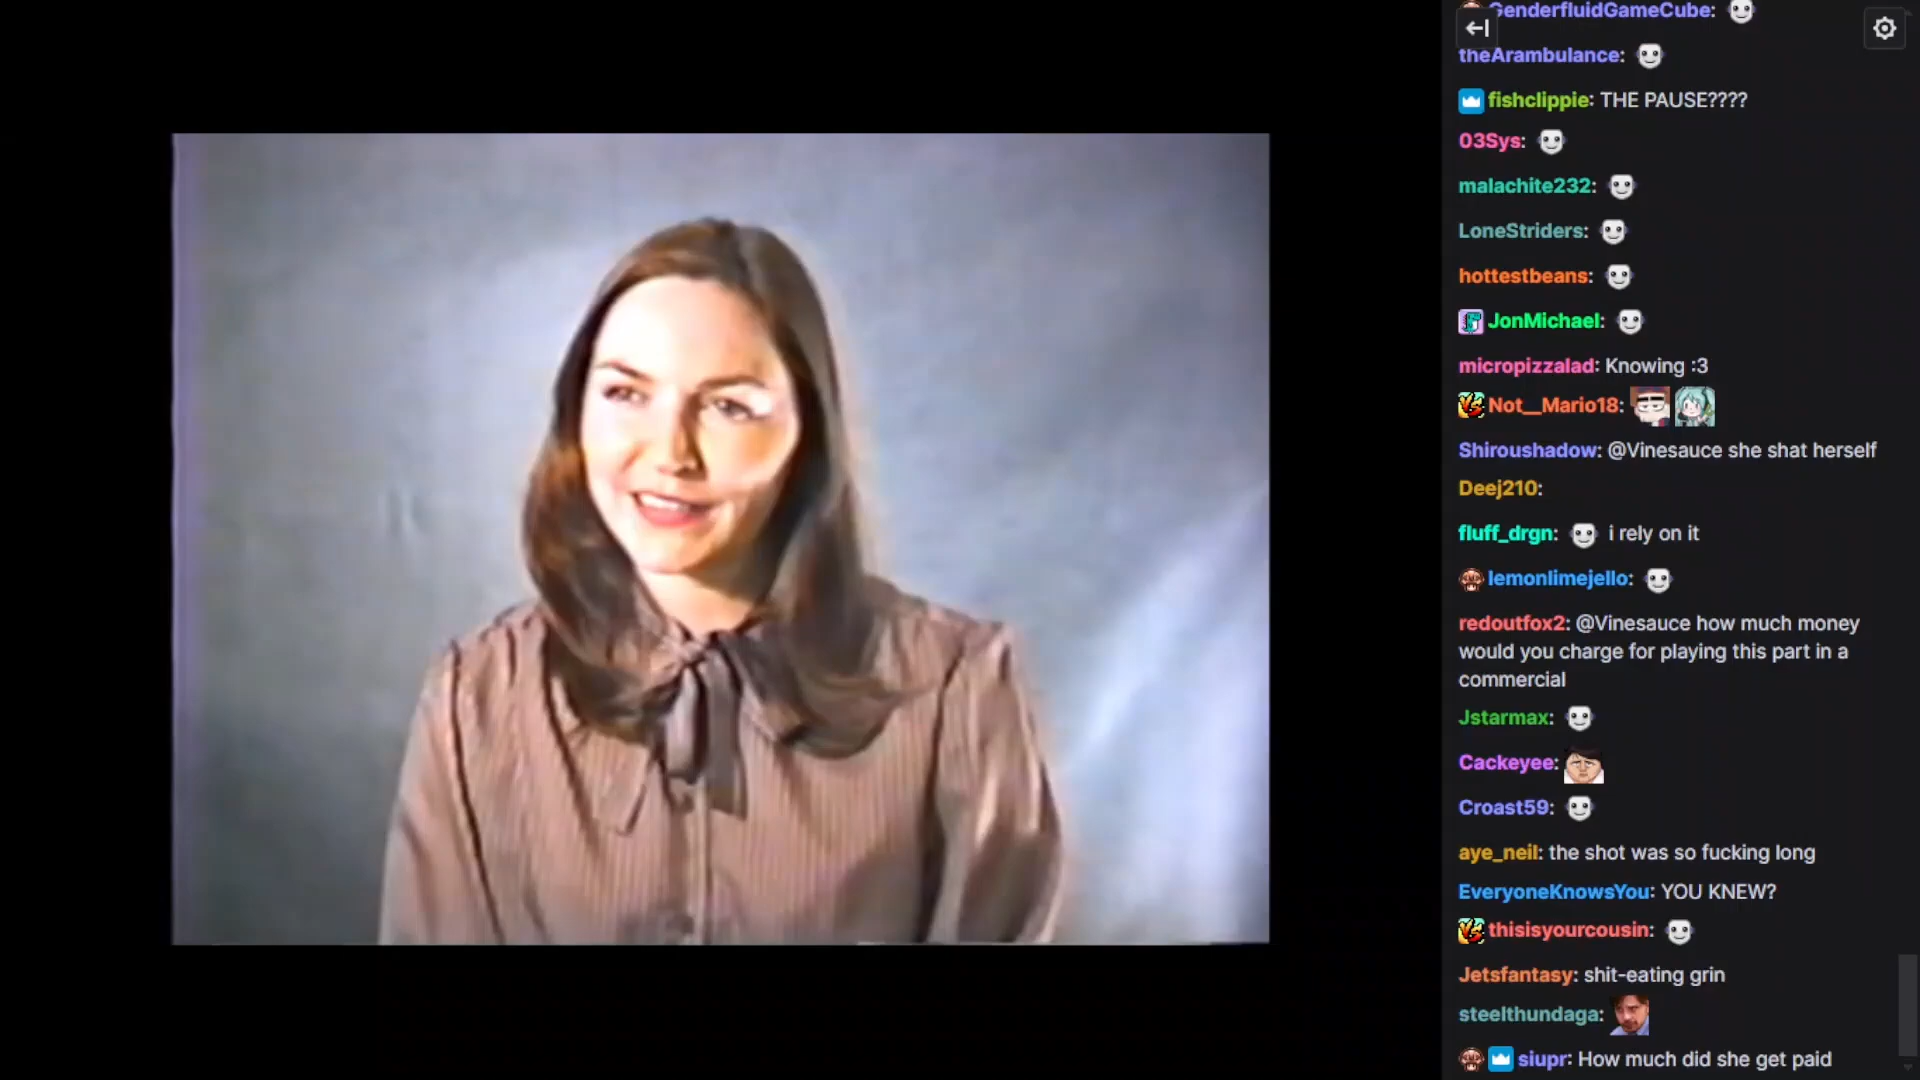 GenderfluidGameCube:
theArambulance:
fishclippie: THE PAUSE????
03Sys:
malachite232:
LoneStriders:
hottestbeans:
JonMichael:
micropizzalad: Knowing :3
Not__Mario18:
Shiroushadow: @Vinesauce she shat herself
Deej210:
fluff_drgn: i rely on it
lemonlimejello:
redoutfox2: @Vinesauce how much money
would you charge for playing this part in a
commercial
Jstarmax:
Cackeyee:
Croast59:
aye_neil: the shot was so fucking long
EveryoneKnowsYou: YOU KNEW?
thisisyourcousin:
Jetsfantasy: shit-eating grin
steelthundaga:
siupr: How much did she get paid